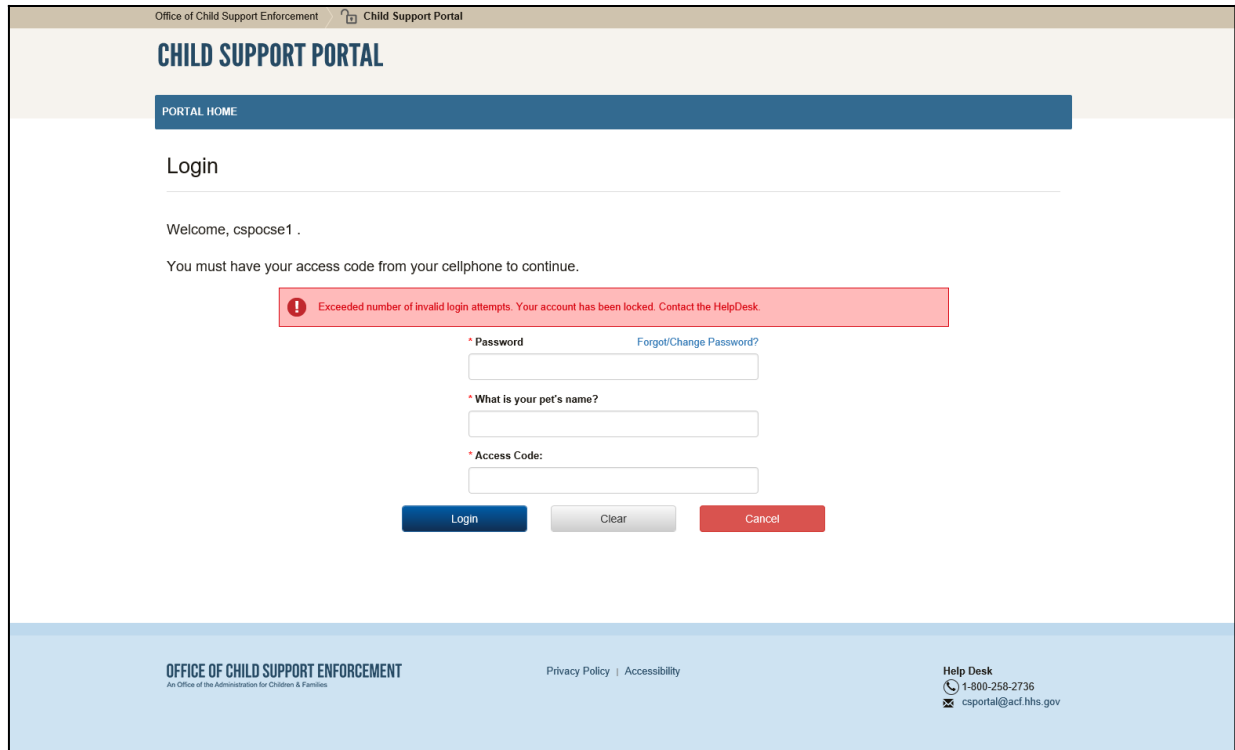 Office of Child Support Enforcement Child Support Portal
CHILD SUPPORT PORTAL
PORTAL HOME
Login
Welcome, cspocse1 .
You must have your access code from your cellphone to continue.
Exceeded number of invalid login attempts. Your account has been locked. Contact the HelpDesk.
* Password Forgot/Change Password?
* What is your pet's name?
* Access Code:
Login Clear Cancel
OFFICE OF CHILD SUPPORT ENFORCEMENT
An Office of the Administration for Children & Families
Privacy Policy | Accessibility
Help Desk
1-800-258-2736
csportal@acf.hhs.gov